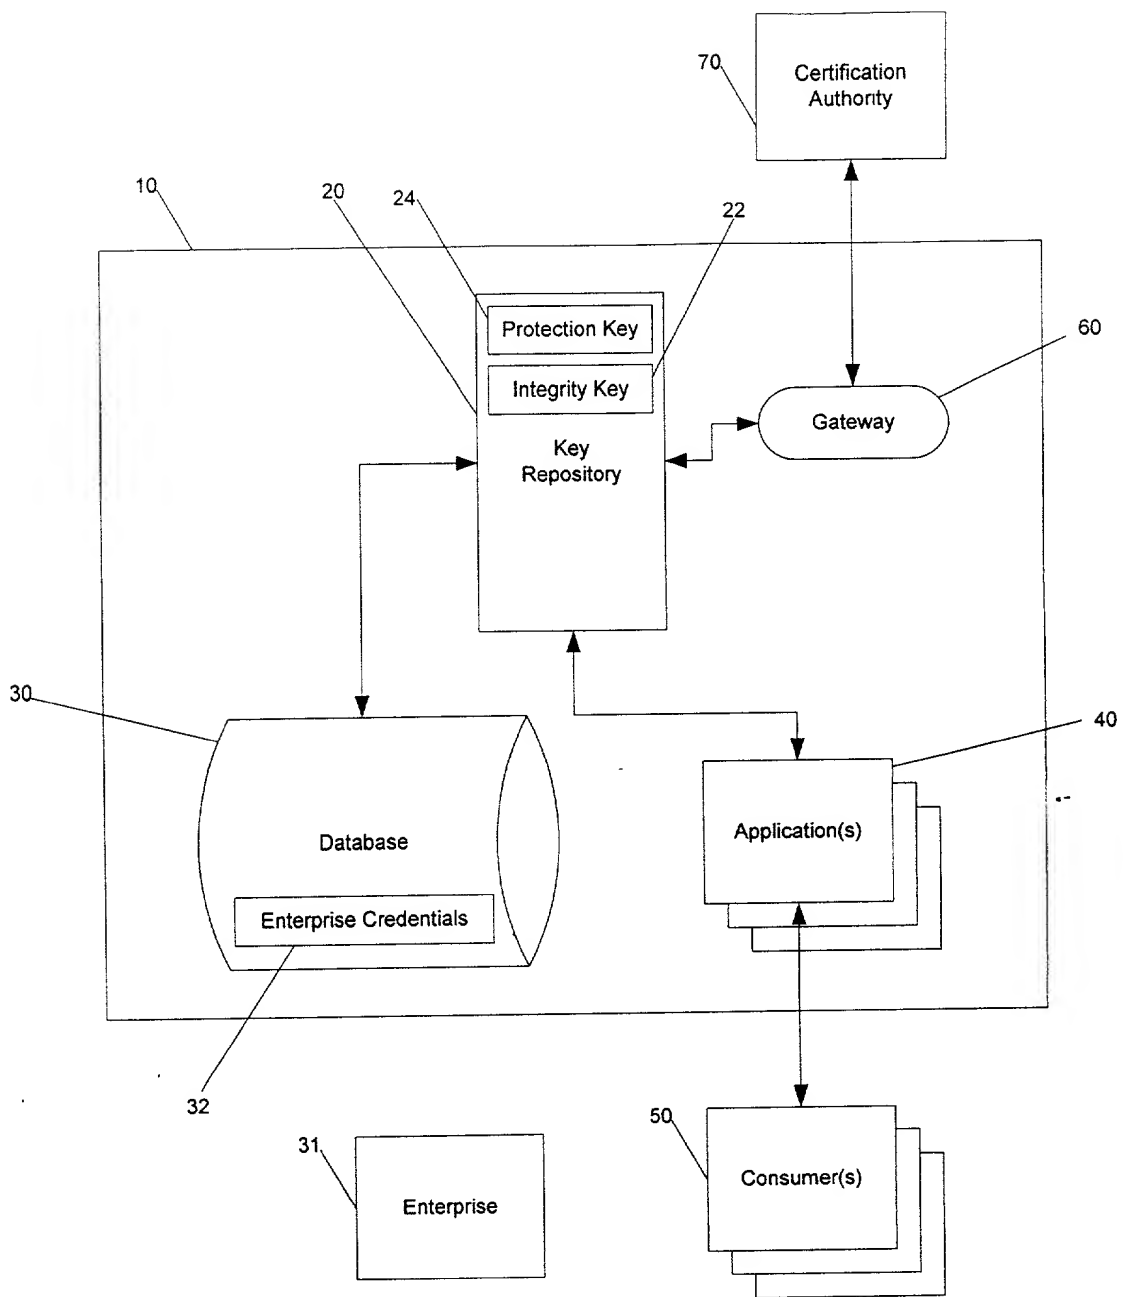 70
Certification
Authority
10
20
24
22
Protection Key
Integrity Key
60
Gateway
Key
Repository
30
40
Database
Application(s)
Enterprise Credentials
32
31
50
Enterprise
Consumer(s)